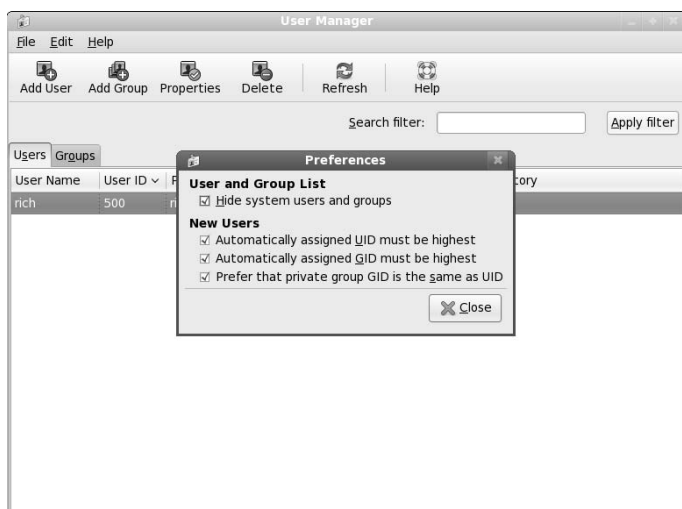 User Manager
File Edit Help
Add User Add Group Properties Delete Refresh Help
Search filter: Apply filter
Users Groups
User Name User ID
rich 500
Preferences
User and Group List
Hide system users and groups
New Users
Automatically assigned UID must be highest
Automatically assigned GID must be highest
Prefer that private group GID is the same as UID
Close